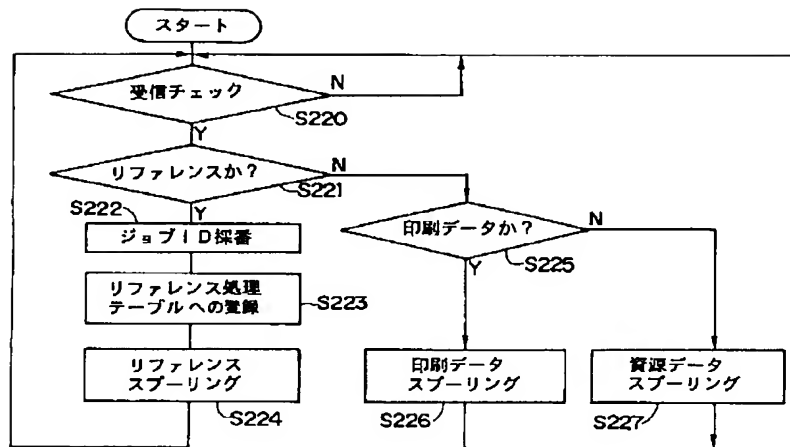 スタート
受信チェック
N
S220
Y
リファレンスか?
N
S221
S222
Y
ジョブID採番
印刷データか?
N
Y
S225
リファレンス処理
テーブルへの登録
S223
リファレンス
スプーリング
S224
印刷データ
スプーリング
S226
資源データ
スプーリング
S227